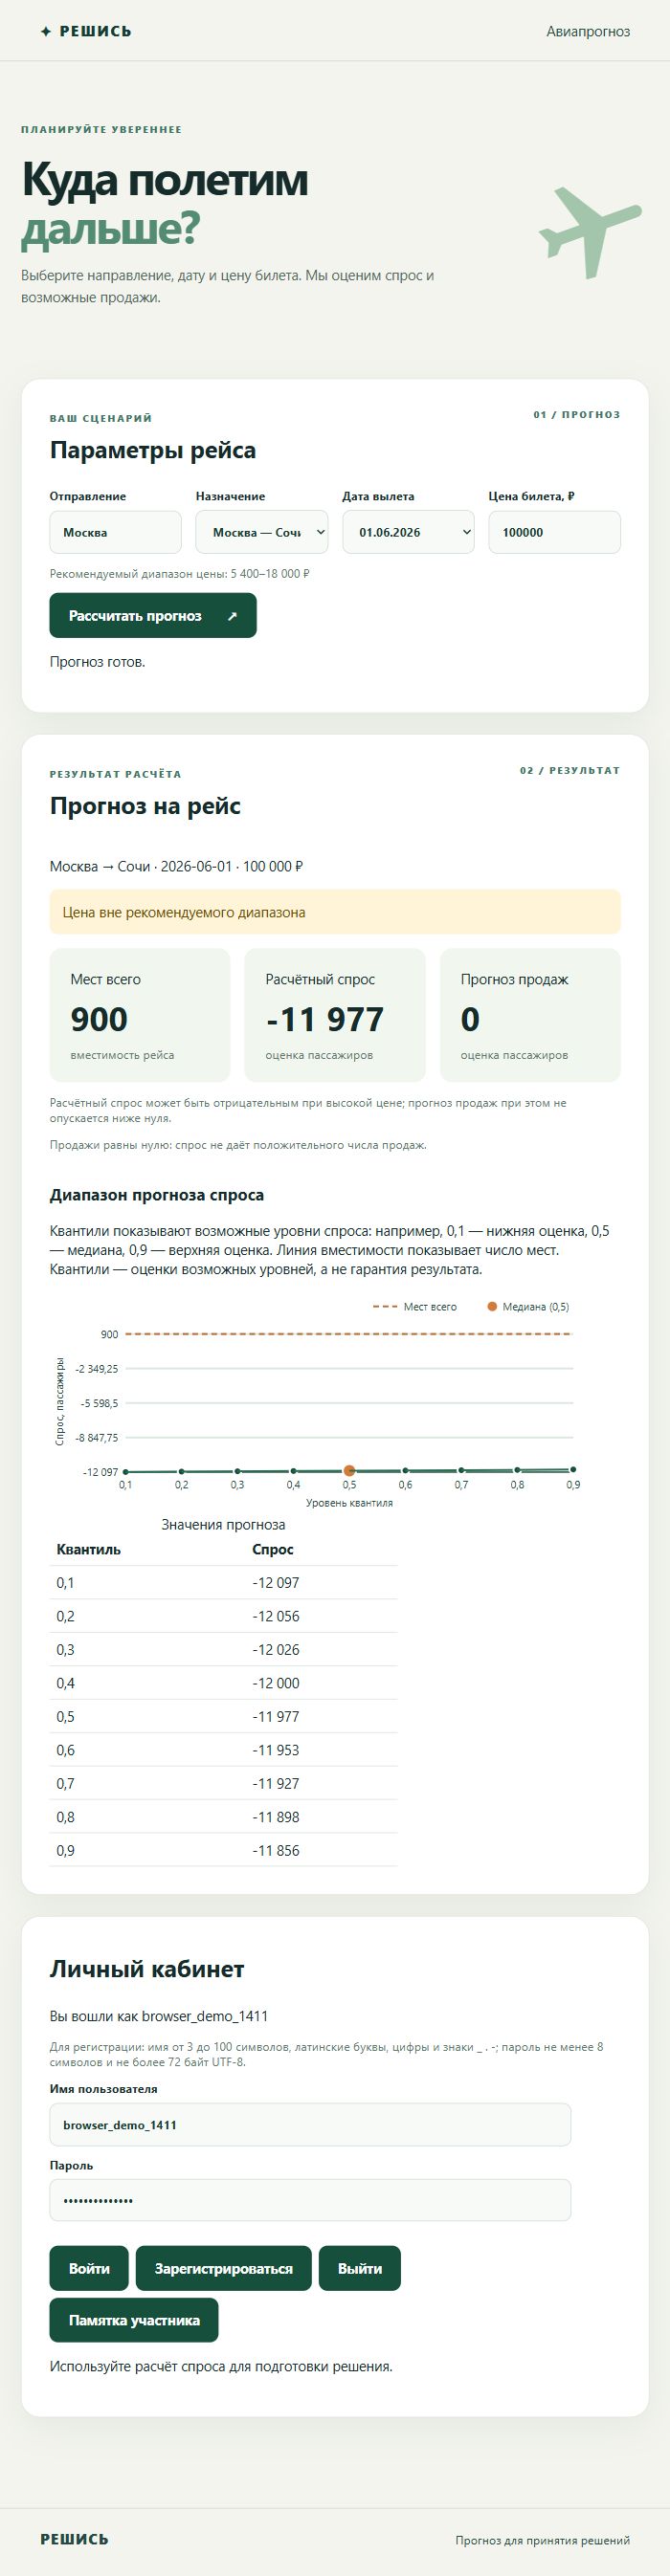 ✦ РЕШИСЬ
Авиапрогноз
ПЛАНИРУЙТЕ УВЕРЕННЕЕ
Куда полетим
дальше?
Выберите направление, дату и цену билета. Мы оценим спрос и
возможные продажи.
ВАШ СЦЕНАРИЙ
01 / ПРОГНОЗ
Параметры рейса
Отправление
Назначение
Дата вылета
Цена билета, ₽
Москва
Москва — Сочи
01.06.2026
100000
Рекомендуемый диапазон цены: 5 400–18 000 ₽
Рассчитать прогноз ↗
Прогноз готов.
РЕЗУЛЬТАТ РАСЧЁТА
02 / РЕЗУЛЬТАТ
Прогноз на рейс
Москва → Сочи · 2026-06-01 · 100 000 ₽
Цена вне рекомендуемого диапазона
Мест всего
900
вместимость рейса
Расчётный спрос
-11 977
оценка пассажиров
Прогноз продаж
0
оценка пассажиров
Расчётный спрос может быть отрицательным при высокой цене; прогноз продаж при этом не
опускается ниже нуля.
Продажи равны нулю: спрос не даёт положительного числа продаж.
Диапазон прогноза спроса
Квантили показывают возможные уровни спроса: например, 0,1 — нижняя оценка, 0,5
— медиана, 0,9 — верхняя оценка. Линия вместимости показывает число мест.
Квантили — оценки возможных уровней, а не гарантия результата.
Мест всего
Медиана (0,5)
Спрос, пассажиры
900
-2 349,25
-5 598,5
-8 847,75
-12 097
0,1 0,2 0,3 0,4 0,5 0,6 0,7 0,8 0,9
Уровень квантиля
Значения прогноза
Квантиль Спрос
0,1 -12 097
0,2 -12 056
0,3 -12 026
0,4 -12 000
0,5 -11 977
0,6 -11 953
0,7 -11 927
0,8 -11 898
0,9 -11 856
Личный кабинет
Вы вошли как browser_demo_1411
Для регистрации: имя от 3 до 100 символов, латинские буквы, цифры и знаки _ . -; пароль не менее 8
символов и не более 72 байт UTF-8.
Имя пользователя
browser_demo_1411
Пароль
••••••••••••••
Войти
Зарегистрироваться
Выйти
Памятка участника
Используйте расчёт спроса для подготовки решения.
РЕШИСЬ
Прогноз для принятия решений